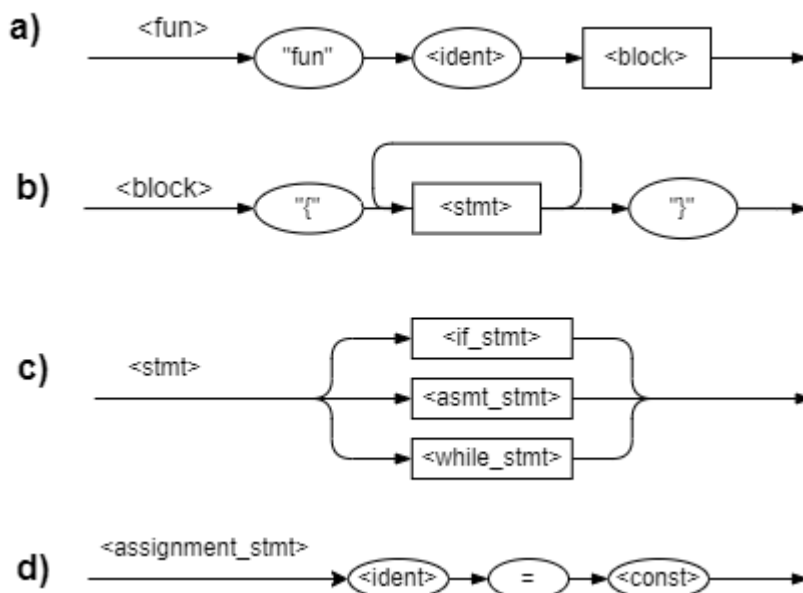 a) <fun> "fun" <ident> <block>
b) <block> "{" <stmt> "}"
<if_stmt>
c) <stmt> <asmt_stmt>
<while_stmt>
<assignment_stmt>
d) <ident> = <const>